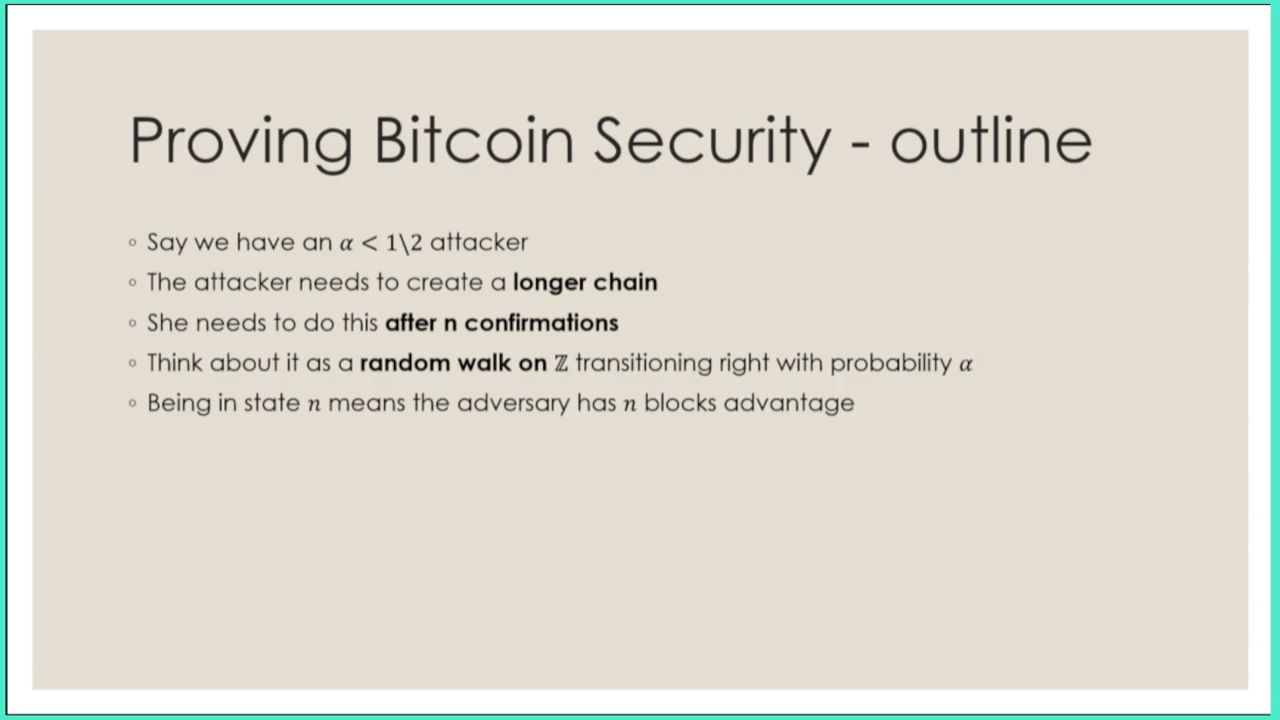 Proving Bitcoin Security - outline
◦ Say we have an α < 1\2 attacker
◦ The attacker needs to create a longer chain
◦ She needs to do this after n confirmations
◦ Think about it as a random walk on ℤ transitioning right with probability α
◦ Being in state n means the adversary has n blocks advantage